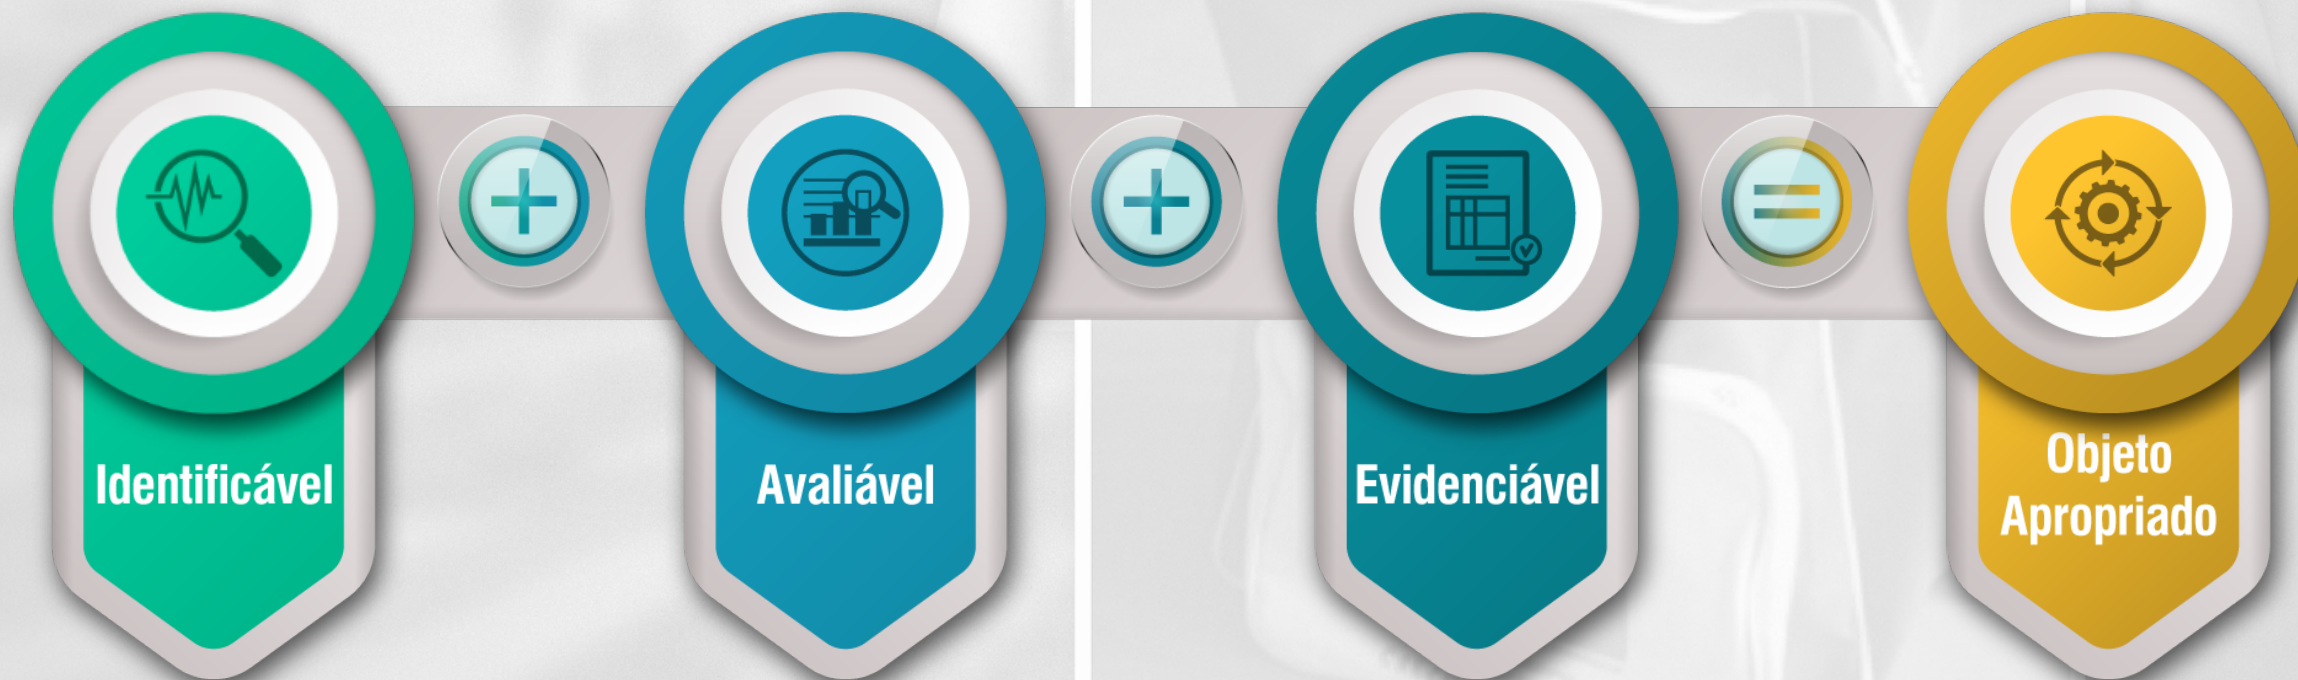 Identificável
Avaliável
Evidenciável
Objeto
Apropriado